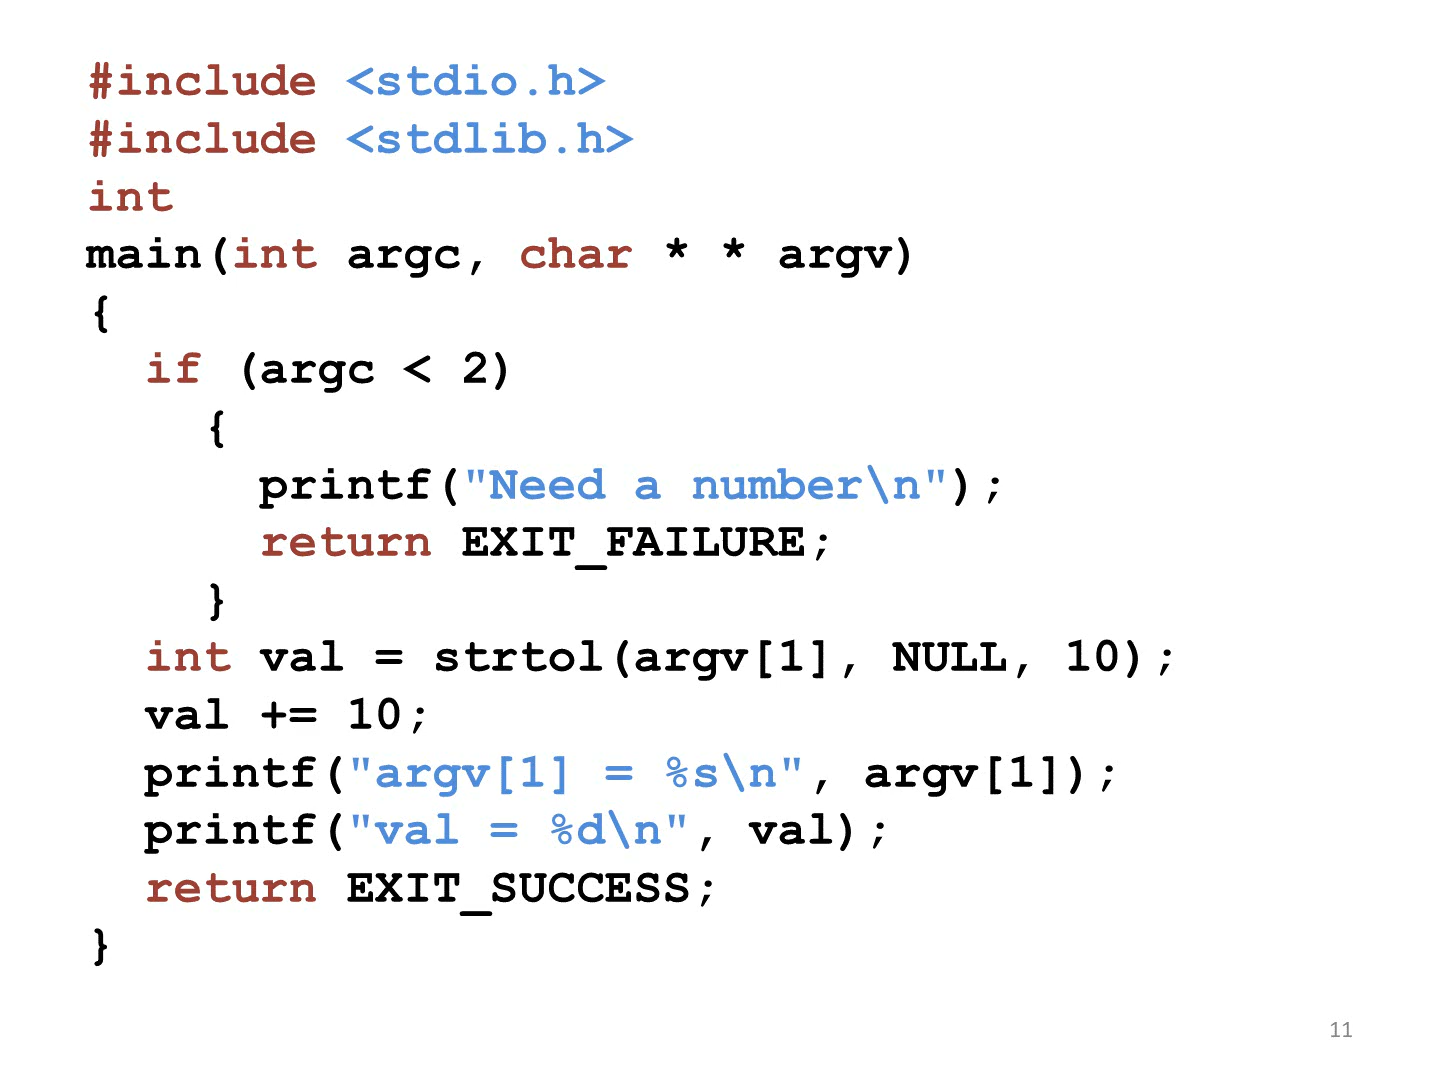 #include <stdio.h>
#include <stdlib.h>
int
main(int argc, char * * argv)
{
  if (argc < 2)
    {
      printf("Need a number\n");
      return EXIT_FAILURE;
    }
  int val = strtol(argv[1], NULL, 10);
  val += 10;
  printf("argv[1] = %s\n", argv[1]);
  printf("val = %d\n", val);
  return EXIT_SUCCESS;
}
11